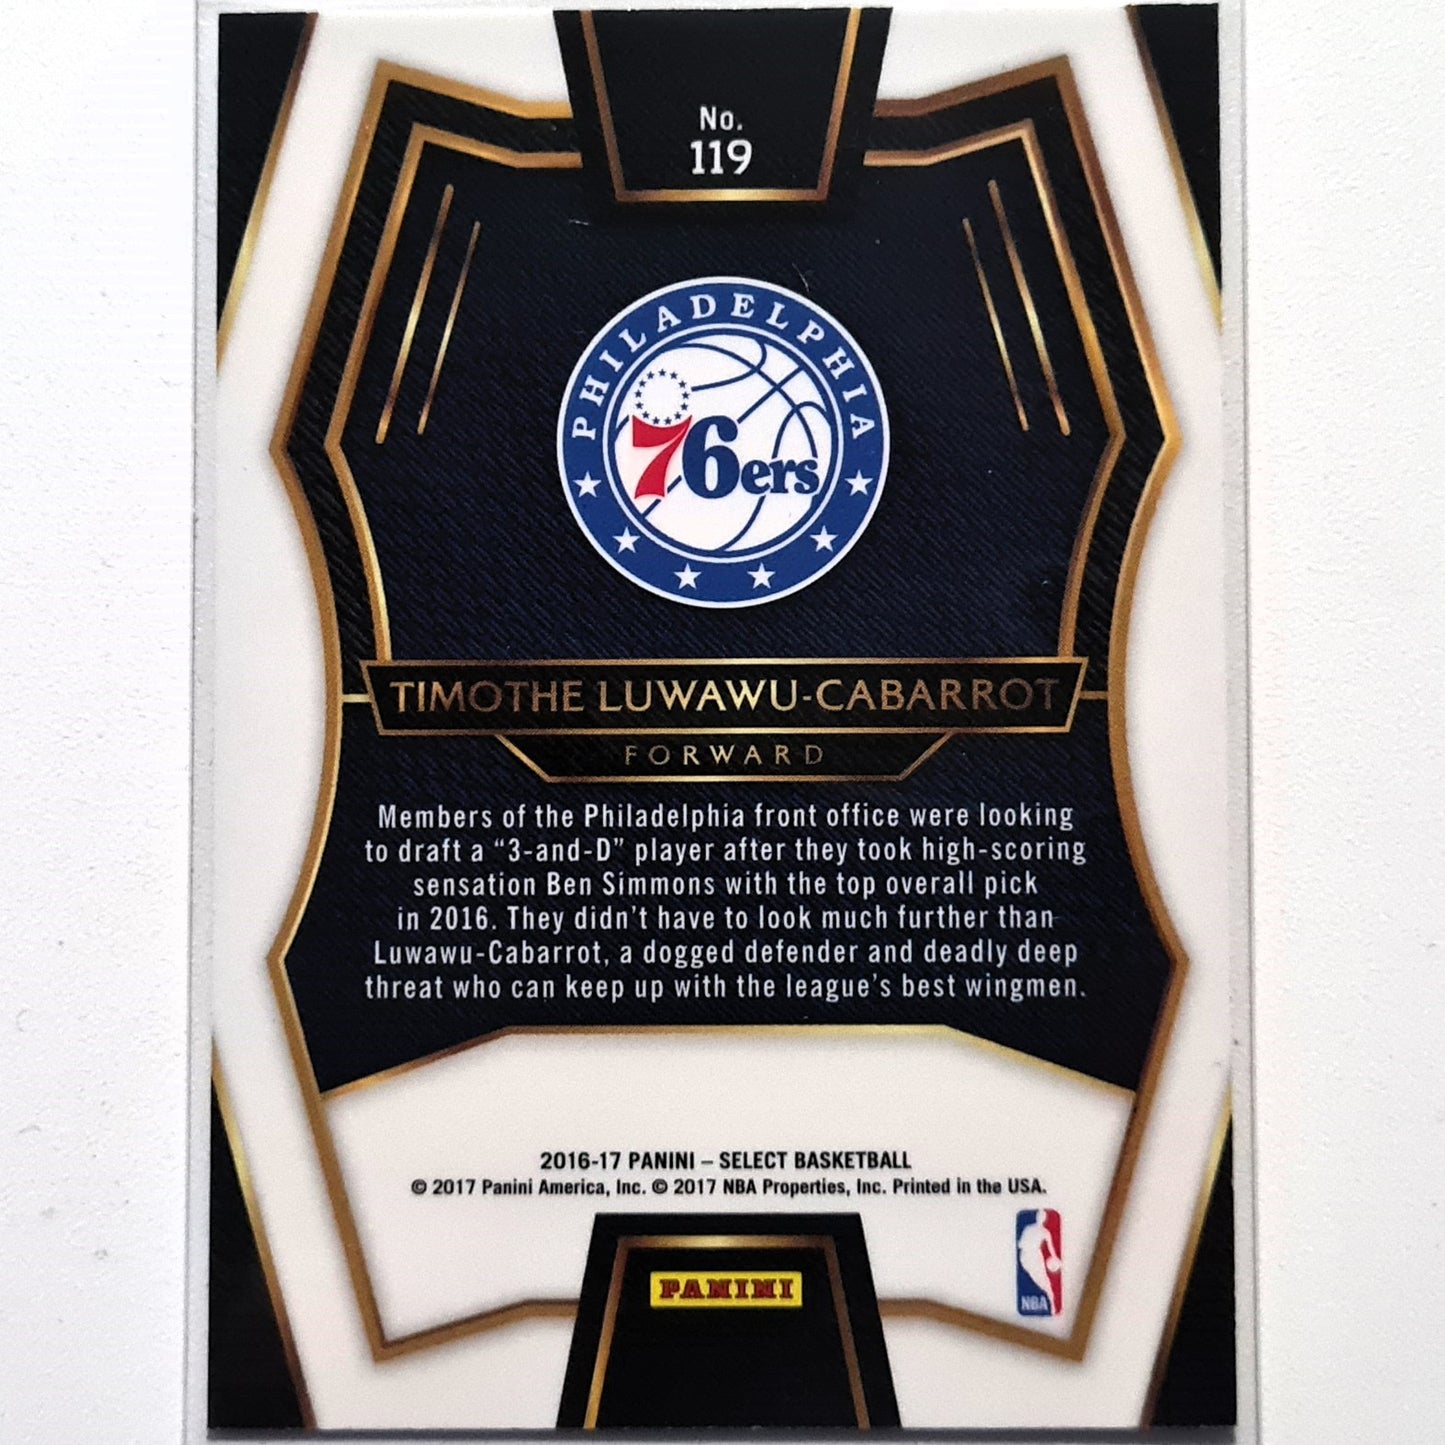 No.
119
PHILADELPHIA
76ers
TIMOTHE LUWAWU-CABARROT
FORWARD
Members of the Philadelphia front office were looking
to draft a “3-and-D” player after they took high-scoring
sensation Ben Simmons with the top overall pick
in 2016. They didn’t have to look much further than
Luwawu-Cabarrot, a dogged defender and deadly deep
threat who can keep up with the league’s best wingmen.
2016-17 PANINI – SELECT BASKETBALL
© 2017 Panini America, Inc. © 2017 NBA Properties, Inc. Printed in the USA.
PANINI
NBA